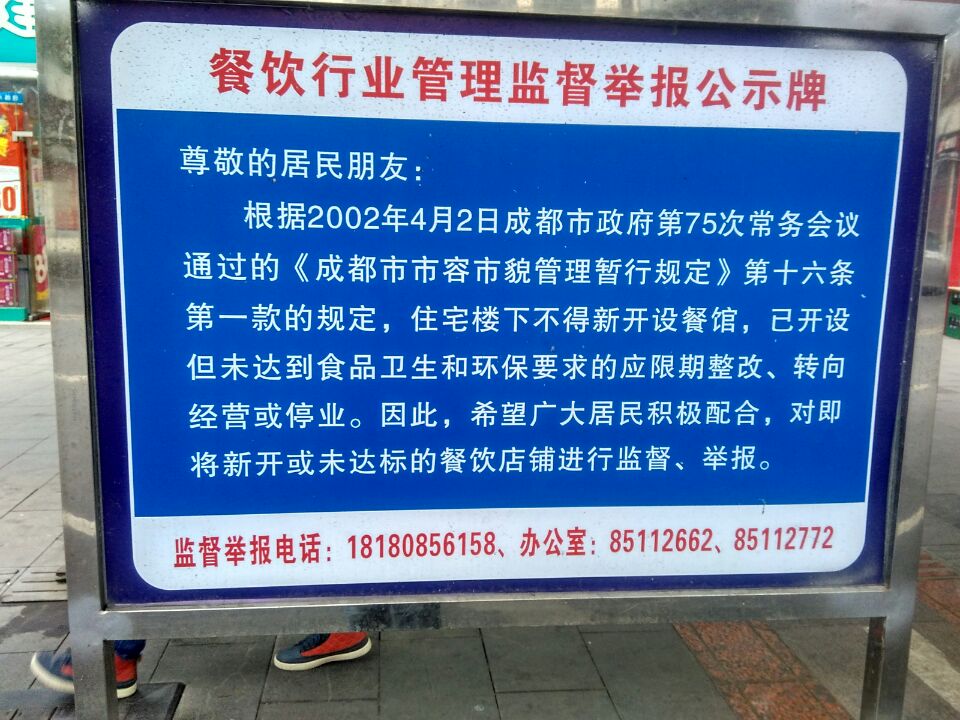 餐饮行业管理监督举报公示牌
尊敬的居民朋友：
根据2002年4月2日成都市政府第75次常务会议
通过的《成都市市容市貌管理暂行规定》第十六条
第一款的规定，住宅楼下不得新开设餐馆，已开设
但未达到食品卫生和环保要求的应限期整改、转向
经营或停业。因此，希望广大居民积极配合，对即
将新开或未达标的餐饮店铺进行监督、举报。
监督举报电话：18180856158、办公室：85112662、85112772